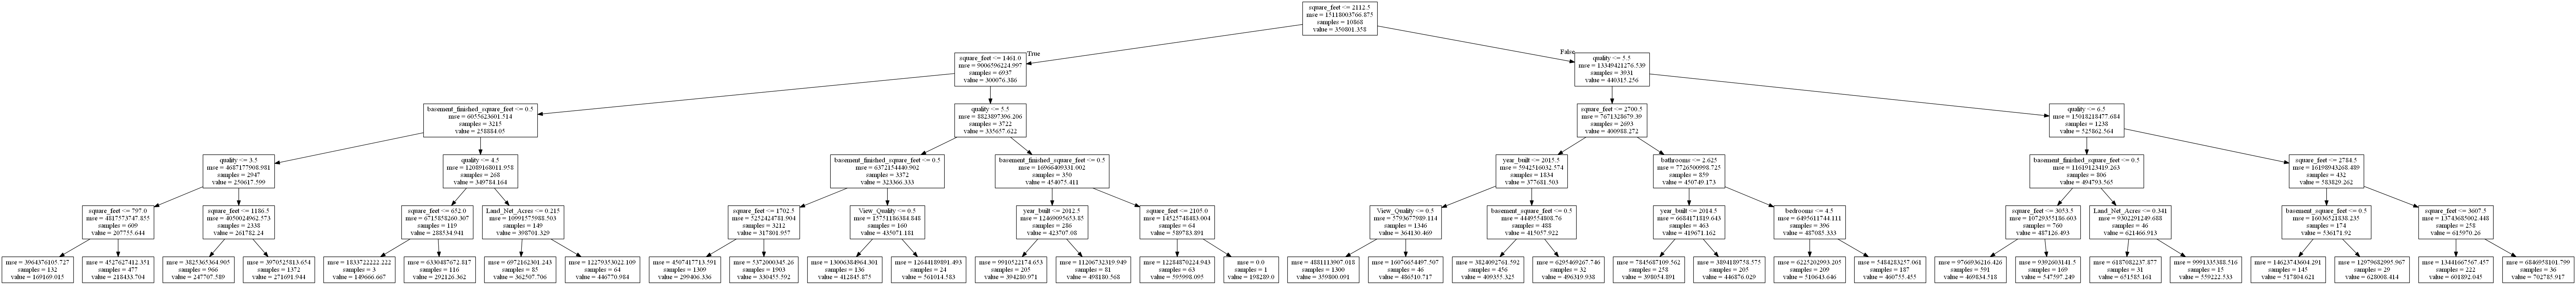 square_feet <= 2112.5
mse = 15118003766.875
samples = 10868
value = 350801.358
True
False
square_feet <= 1461.0
mse = 9006596224.997
samples = 6937
value = 300076.386
quality <= 5.5
mse = 13349421276.539
samples = 3931
value = 440315.256
basement_finished_square_feet <= 0.5
mse = 6055623601.514
samples = 3215
value = 258884.05
quality <= 5.5
mse = 8823897396.206
samples = 3722
value = 335657.622
square_feet <= 2700.5
mse = 7671328679.39
samples = 2693
value = 400988.272
quality <= 6.5
mse = 15018218477.684
samples = 1238
value = 525862.564
quality <= 3.5
mse = 4687177908.981
samples = 2947
value = 250617.599
quality <= 4.5
mse = 12089168011.958
samples = 268
value = 349784.164
basement_finished_square_feet <= 0.5
mse = 6372154440.902
samples = 3372
value = 323366.333
basement_finished_square_feet <= 0.5
mse = 16966409331.002
samples = 350
value = 454075.411
year_built <= 2015.5
mse = 5942516032.574
samples = 1834
value = 377681.503
bathrooms <= 2.625
mse = 7726500998.725
samples = 859
value = 450749.173
basement_finished_square_feet <= 0.5
mse = 11619123419.263
samples = 806
value = 494793.565
square_feet <= 2784.5
mse = 16198943268.489
samples = 432
value = 583829.262
square_feet <= 797.0
mse = 4817573747.855
samples = 609
value = 207755.644
square_feet <= 1186.5
mse = 4050024962.573
samples = 2338
value = 261782.24
square_feet <= 652.0
mse = 6715858260.307
samples = 119
value = 288534.941
Land_Net_Acres <= 0.215
mse = 10991575988.503
samples = 149
value = 398701.329
square_feet <= 1702.5
mse = 5252424781.904
samples = 3212
value = 317801.957
View_Quality <= 0.5
mse = 15751186384.848
samples = 160
value = 435071.181
year_built <= 2012.5
mse = 12469095653.85
samples = 286
value = 423707.08
square_feet <= 2105.0
mse = 14525748483.004
samples = 64
value = 589783.891
View_Quality <= 0.5
mse = 5793677989.114
samples = 1346
value = 364130.469
basement_square_feet <= 0.5
mse = 4449554808.76
samples = 488
value = 415057.922
year_built <= 2014.5
mse = 6684171819.643
samples = 463
value = 419671.162
bedrooms <= 4.5
mse = 6495611744.111
samples = 396
value = 487085.333
square_feet <= 3053.5
mse = 10729355186.603
samples = 760
value = 487126.493
Land_Net_Acres <= 0.341
mse = 9302291249.688
samples = 46
value = 621466.913
basement_square_feet <= 0.5
mse = 16036521838.235
samples = 174
value = 536171.92
square_feet <= 3607.5
mse = 13743685002.448
samples = 258
value = 615970.26
mse = 3964376105.727
samples = 132
value = 169169.015
mse = 4527627412.351
samples = 477
value = 218433.704
mse = 3825365364.905
samples = 966
value = 247707.589
mse = 3970525813.654
samples = 1372
value = 271691.944
mse = 1833722222.222
samples = 3
value = 149666.667
mse = 6330487672.817
samples = 116
value = 292126.362
mse = 6972162301.243
samples = 85
value = 362507.706
mse = 12279353022.109
samples = 64
value = 446770.984
mse = 4507417713.591
samples = 1309
value = 299406.336
mse = 5372000345.26
samples = 1903
value = 330455.592
mse = 13006384964.301
samples = 136
value = 412845.875
mse = 12644189891.493
samples = 24
value = 561014.583
mse = 9910522174.653
samples = 205
value = 394280.971
mse = 11206732319.949
samples = 81
value = 498180.568
mse = 12284870224.943
samples = 63
value = 595998.095
mse = 0.0
samples = 1
value = 198289.0
mse = 4881113907.018
samples = 1300
value = 359800.091
mse = 16076654497.507
samples = 46
value = 486510.717
mse = 3824092761.592
samples = 456
value = 409355.325
mse = 6295469267.746
samples = 32
value = 496319.938
mse = 7845687109.562
samples = 258
value = 398054.891
mse = 3894189758.575
samples = 205
value = 446876.029
mse = 6225202993.205
samples = 209
value = 510643.646
mse = 5484283257.061
samples = 187
value = 460755.455
mse = 9766936216.426
samples = 591
value = 469834.518
mse = 9392603141.5
samples = 169
value = 547597.249
mse = 6187082237.877
samples = 31
value = 651585.161
mse = 9991335388.516
samples = 15
value = 559222.533
mse = 14623743604.291
samples = 145
value = 517804.621
mse = 12979682995.967
samples = 29
value = 628008.414
mse = 13441667567.457
samples = 222
value = 601892.045
mse = 6846958101.799
samples = 36
value = 702785.917